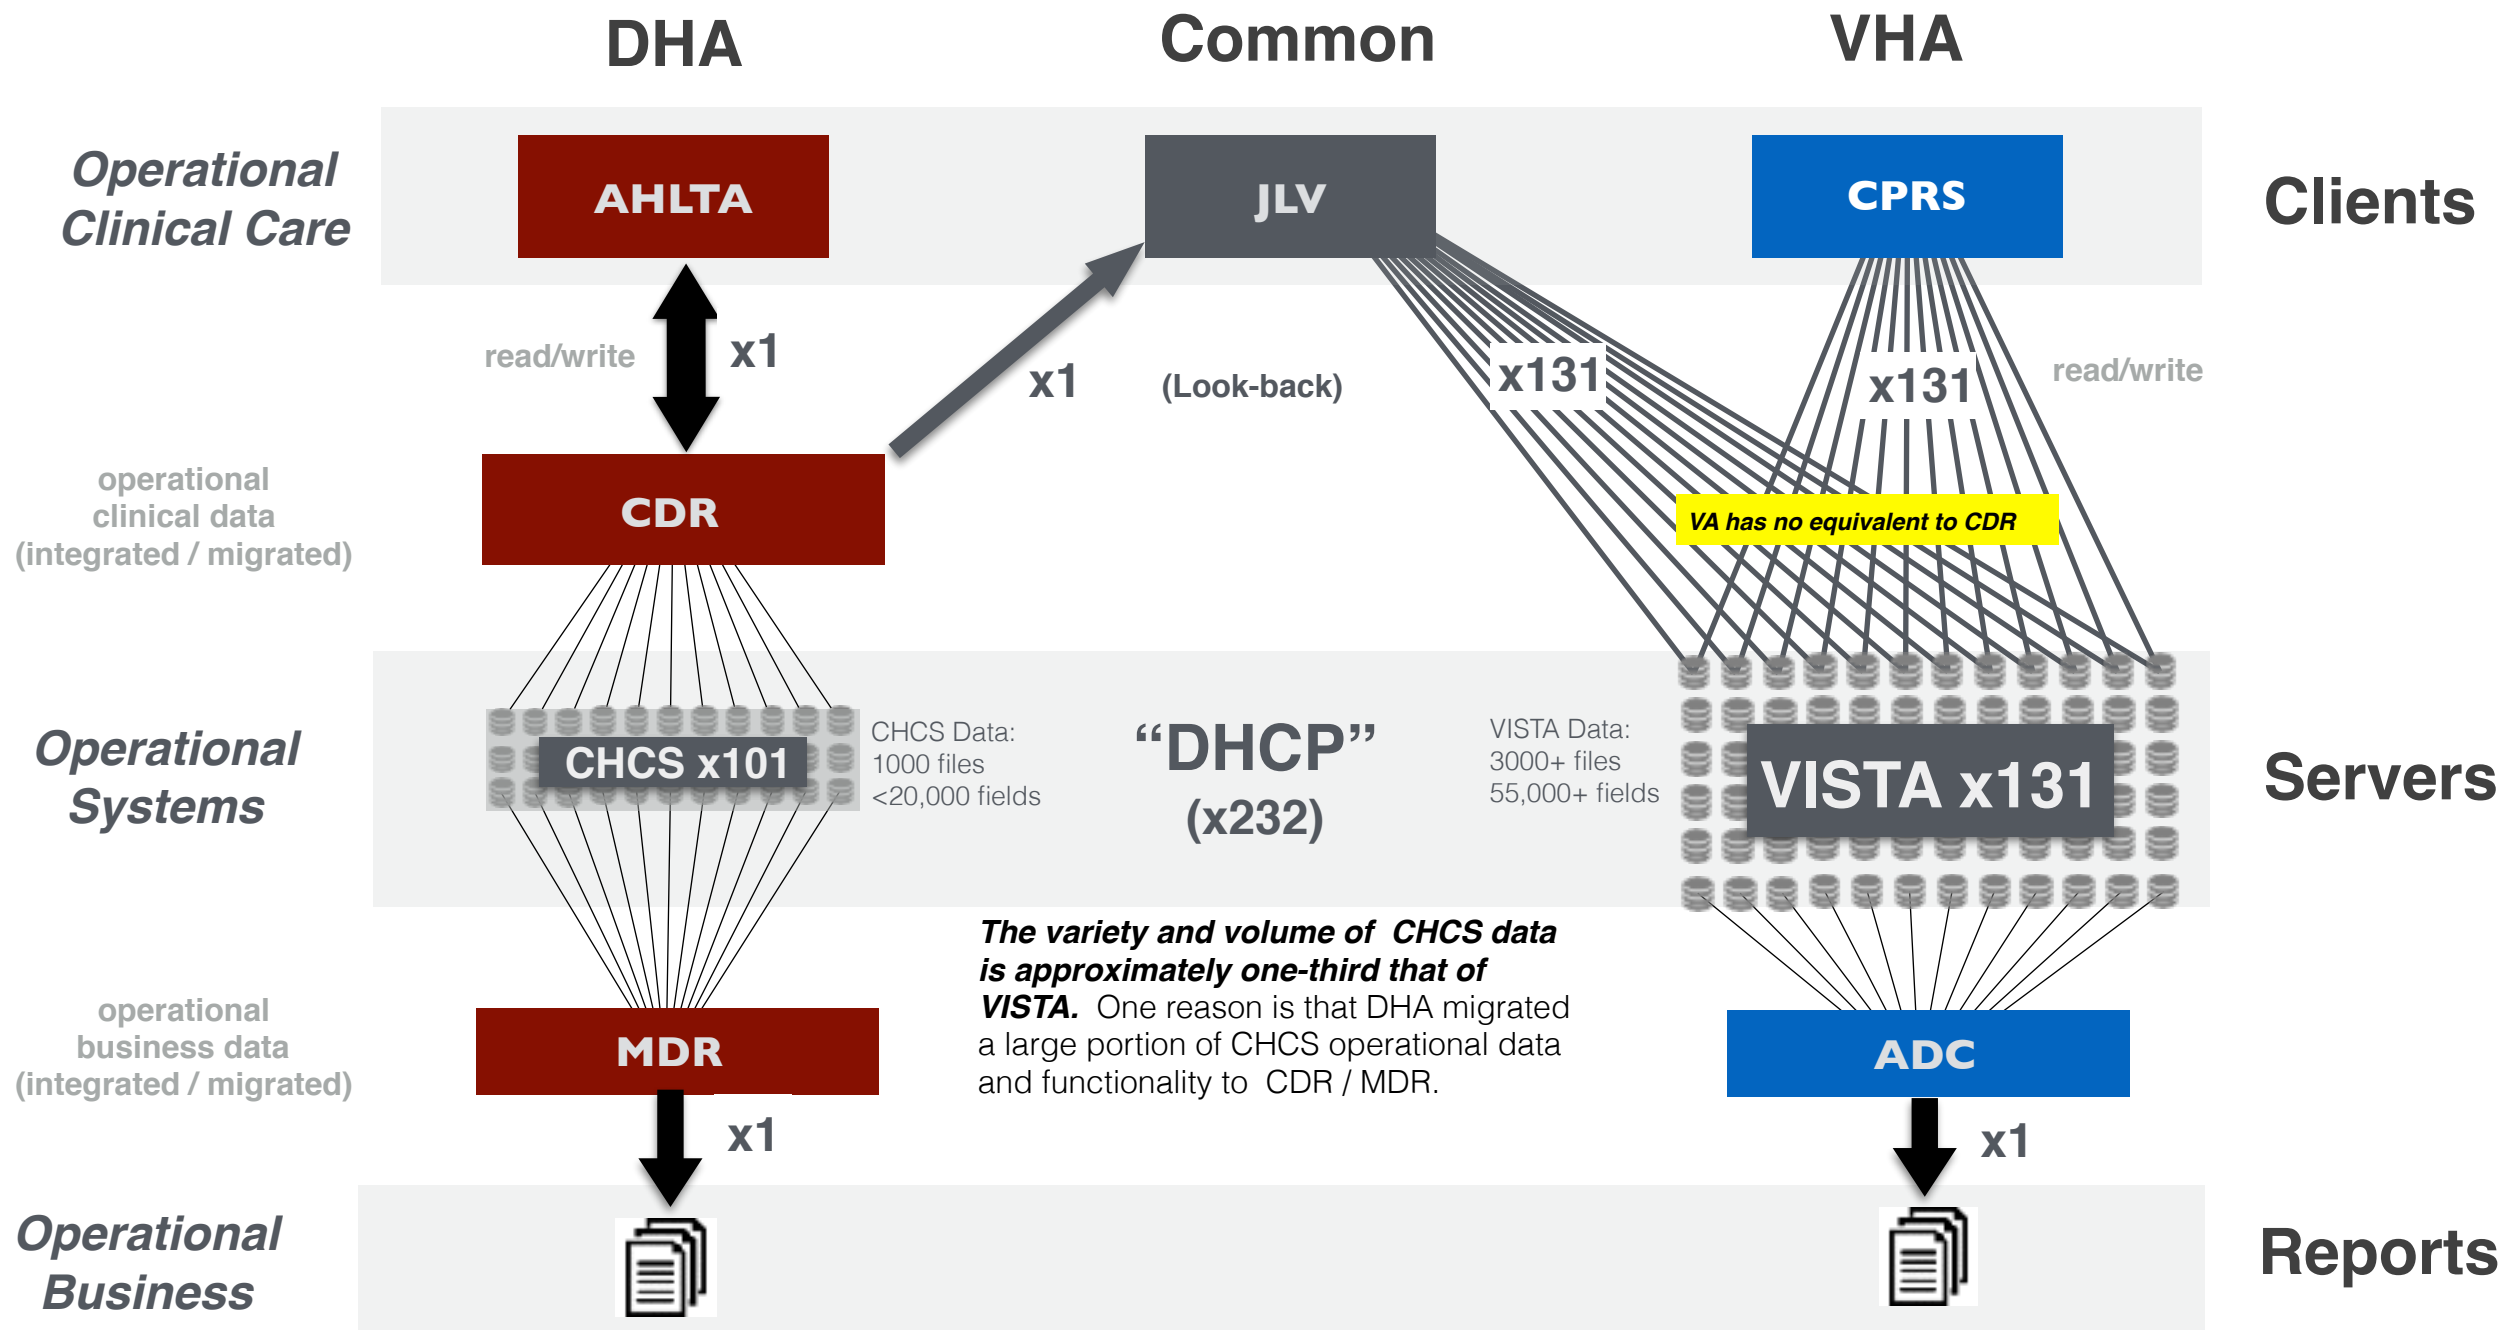 DHA
Common
VHA
Operational
Clinical Care
AHLTA
JLV
CPRS
Clients
read/write
x1
x1
(Look-back)
x131
x131
read/write
operational
clinical data
(integrated / migrated)
CDR
VA has no equivalent to CDR
Operational
Systems
CHCS x101
CHCS Data:
1000 files
<20,000 fields
“DHCP”
(x232)
VISTA Data:
3000+ files
55,000+ fields
VISTA x131
Servers
The variety and volume of CHCS data
is approximately one-third that of
VISTA. One reason is that DHA migrated
a large portion of CHCS operational data
and functionality to CDR / MDR.
operational
business data
(integrated / migrated)
MDR
ADC
x1
x1
Operational
Business
Reports